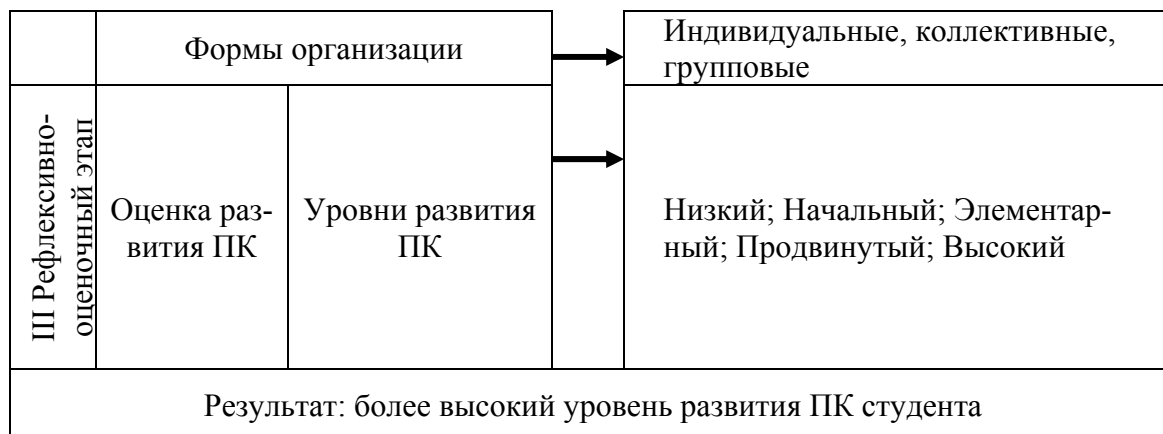 Формы организации
Индивидуальные, коллективные,
групповые
III Рефлексивно-
оценочный этап
Оценка раз-
вития ПК
Уровни развития
ПК
Низкий; Начальный; Элементар-
ный; Продвинутый; Высокий
Результат: более высокий уровень развития ПК студента